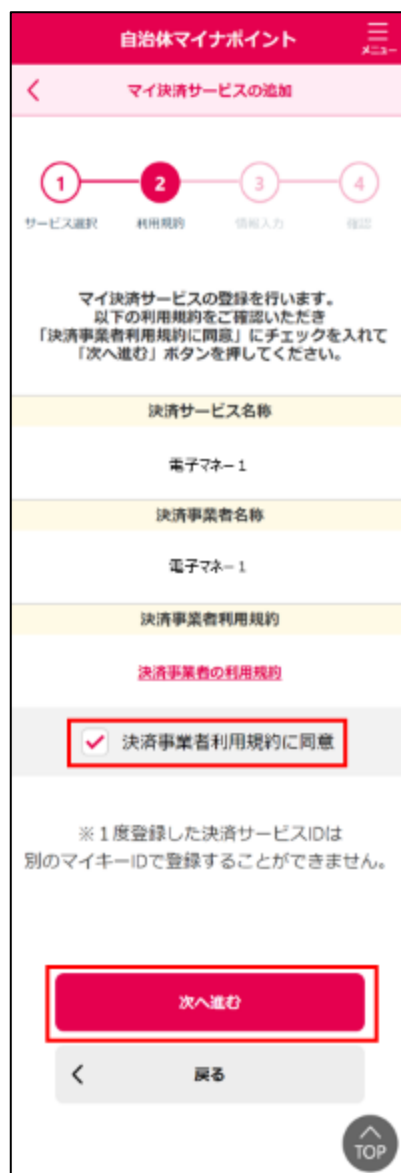 自治体マイナポイント
メニュー
マイ決済サービスの追加
1
2
3
4
サービス選択
利用規約
情報入力
確認
マイ決済サービスの登録を行います。
以下の利用規約をご確認いただき
「決済事業者利用規約に同意」にチェックを入れて
「次へ進む」ボタンを押してください。
決済サービス名称
電子マネー1
決済事業者名称
電子マネー1
決済事業者利用規約
決済事業者の利用規約
決済事業者利用規約に同意
※1度登録した決済サービスIDは
別のマイキーIDで登録することができません。
次へ進む
戻る
TOP